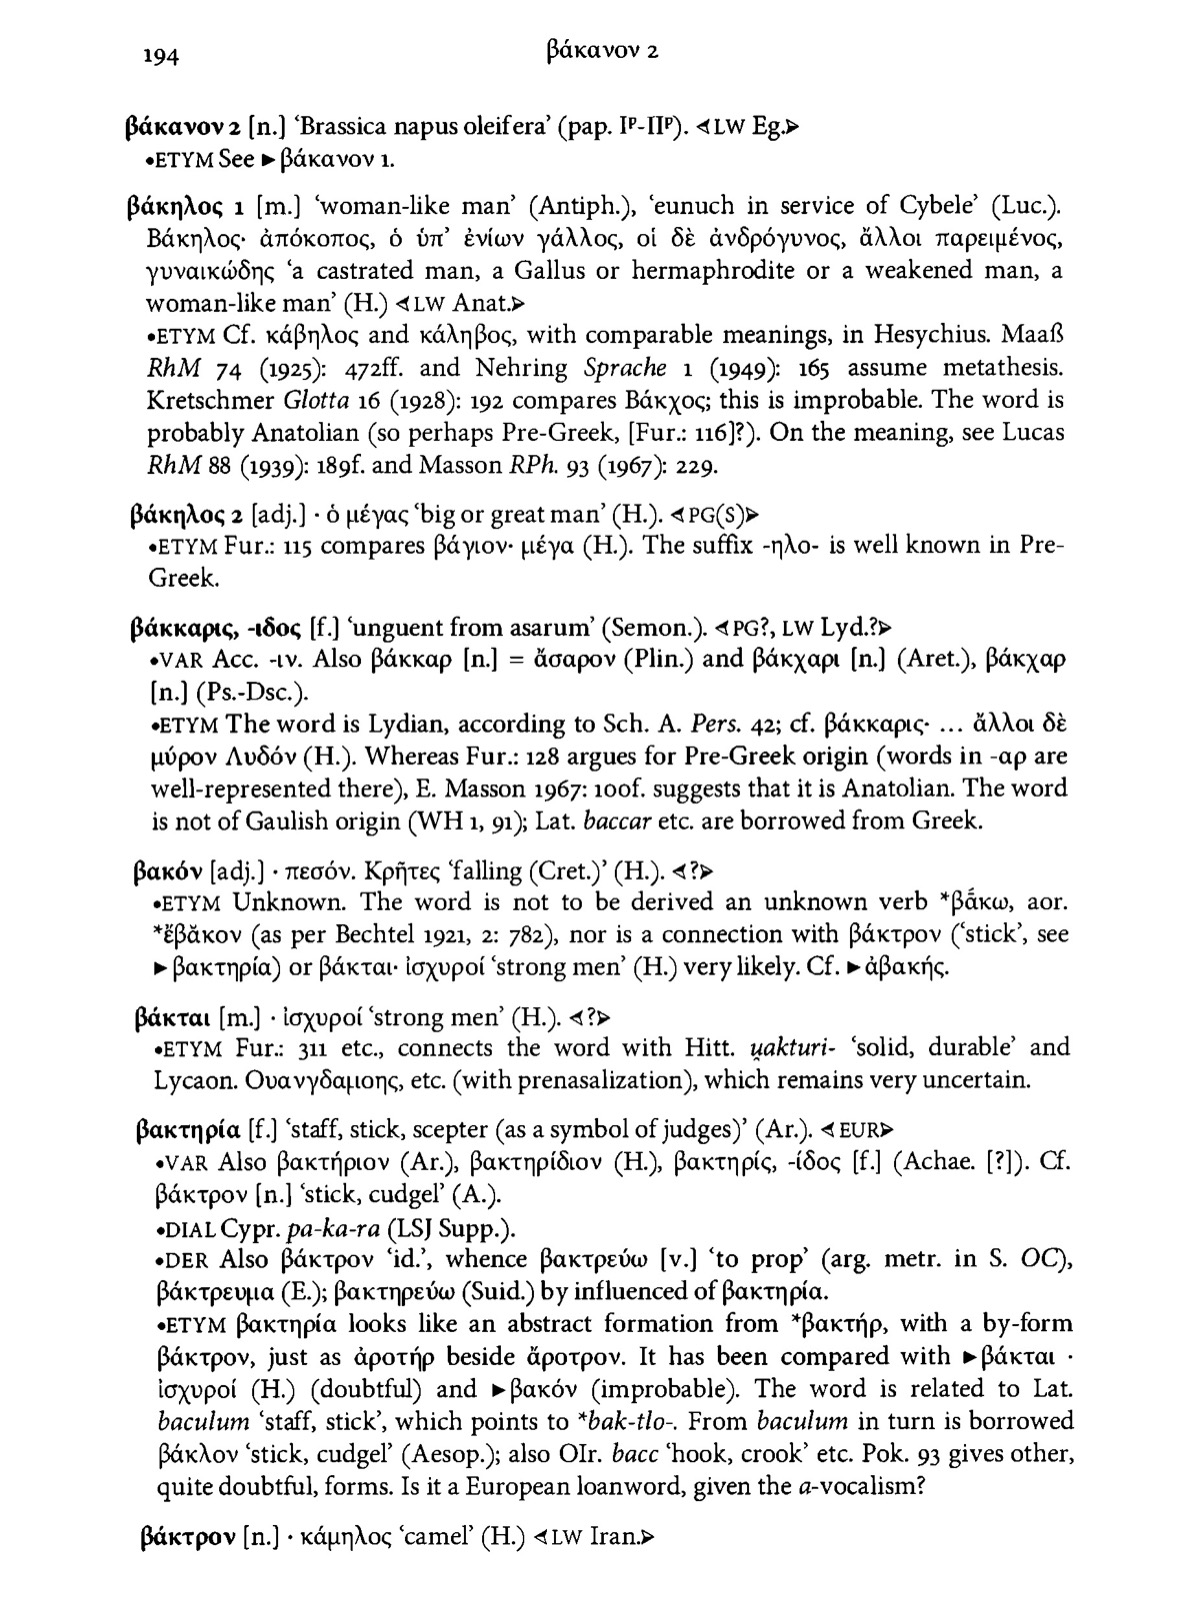 194
βάκανον 2
βάκανον 2 [n.] ‘Brassica napus oleifera’ (pap. Iᵖ-IIᵖ). ⋖LW Eg.⋗
•ETYM See ►βάκανον 1.
βάκηλος 1 [m.] ‘woman-like man’ (Antiph.), ‘eunuch in service of Cybele’ (Luc.).
Βάκηλος· ἀπόκοπος, ὁ ὑπ’ ἐνίων γάλλος, οἱ δὲ ἀνδρόγυνος, ἄλλοι παρειμένος,
γυναικώδης ‘a castrated man, a Gallus or hermaphrodite or a weakened man, a
woman-like man’ (H.) ⋖LW Anat.⋗
•ETYM Cf. κάβηλος and κάληβος, with comparable meanings, in Hesychius. Maaß
RhM 74 (1925): 472ff. and Nehring Sprache 1 (1949): 165 assume metathesis.
Kretschmer Glotta 16 (1928): 192 compares Βάκχος; this is improbable. The word is
probably Anatolian (so perhaps Pre-Greek, [Fur.: 116]?). On the meaning, see Lucas
RhM 88 (1939): 189f. and Masson RPh. 93 (1967): 229.
βάκηλος 2 [adj.] · ὁ μέγας ‘big or great man’ (H.). ⋖PG(S)⋗
•ETYM Fur.: 115 compares βάγιον· μέγα (H.). The suffix -ηλο- is well known in Pre-
Greek.
βάκκαρις, -ιδος [f.] ‘unguent from asarum’ (Semon.). ⋖PG?, LW Lyd.?⋗
•VAR Acc. -ιν. Also βάκκαρ [n.] = ἄσαρον (Plin.) and βάκχαρι [n.] (Aret.), βάκχαρ
[n.] (Ps.-Dsc.).
•ETYM The word is Lydian, according to Sch. A. Pers. 42; cf. βάκκαρις· ... ἄλλοι δὲ
μύρον Λυδόν (H.). Whereas Fur.: 128 argues for Pre-Greek origin (words in -αρ are
well-represented there), E. Masson 1967: 100f. suggests that it is Anatolian. The word
is not of Gaulish origin (WH 1, 91); Lat. baccar etc. are borrowed from Greek.
βακόν [adj.] · πεσόν. Κρῆτες ‘falling (Cret.)’ (H.). ⋖?⋗
•ETYM Unknown. The word is not to be derived an unknown verb *βᾱ́κω, aor.
*ἔβᾰκον (as per Bechtel 1921, 2: 782), nor is a connection with βάκτρον (‘stick’, see
►βακτηρία) or βάκται· ἰσχυροί ‘strong men’ (H.) very likely. Cf. ►ἀβακής.
βάκται [m.] · ἰσχυροί ‘strong men’ (H.). ⋖?⋗
•ETYM Fur.: 311 etc., connects the word with Hitt. u̯akturi- ‘solid, durable’ and
Lycaon. Ουανγδαμοης, etc. (with prenasalization), which remains very uncertain.
βακτηρία [f.] ‘staff, stick, scepter (as a symbol of judges)’ (Ar.). ⋖EUR⋗
•VAR Also βακτήριον (Ar.), βακτηρίδιον (H.), βακτηρίς, -ίδος [f.] (Achae. [?]). Cf.
βάκτρον [n.] ‘stick, cudgel’ (A.).
•DIAL Cypr. pa-ka-ra (LSJ Supp.).
•DER Also βάκτρον ‘id.’, whence βακτρεύω [v.] ‘to prop’ (arg. metr. in S. OC),
βάκτρευμα (E.); βακτηρεύω (Suid.) by influenced of βακτηρία.
•ETYM βακτηρία looks like an abstract formation from *βακτήρ, with a by-form
βάκτρον, just as ἀροτήρ beside ἄροτρον. It has been compared with ►βάκται ·
ἰσχυροί (H.) (doubtful) and ►βακόν (improbable). The word is related to Lat.
baculum ‘staff, stick’, which points to *bak-tlo-. From baculum in turn is borrowed
βάκλον ‘stick, cudgel’ (Aesop.); also OIr. bacc ‘hook, crook’ etc. Pok. 93 gives other,
quite doubtful, forms. Is it a European loanword, given the a-vocalism?
βάκτρον [n.] · κάμηλος ‘camel’ (H.) ⋖LW Iran.⋗